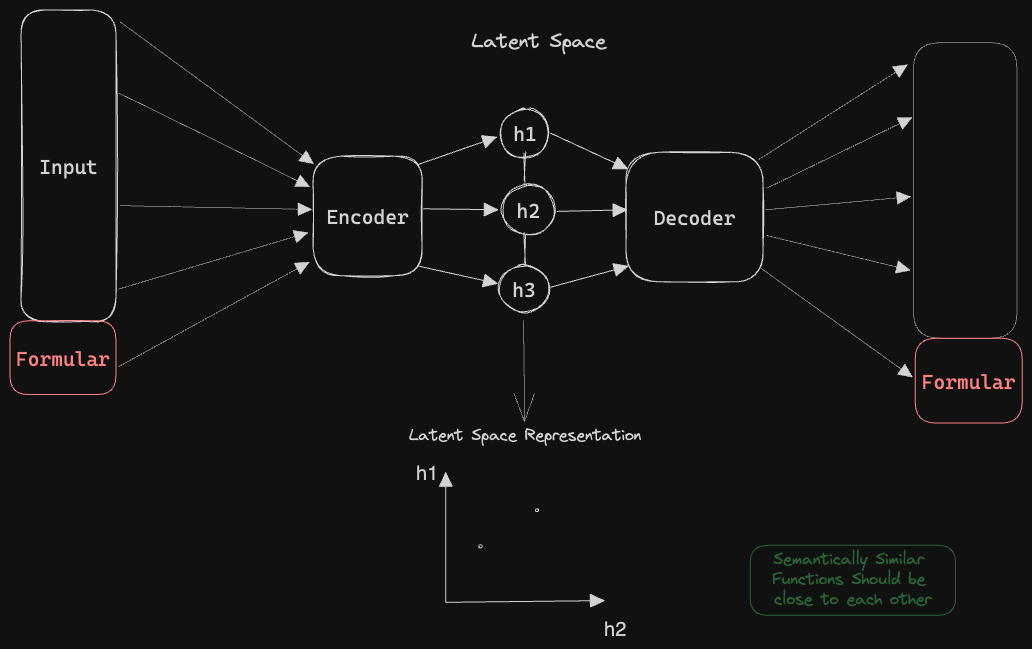 Latent Space
h1
Input
h2
Encoder
Decoder
h3
Formular
Formular
Latent Space Representation
h1
Semantically Similar
Functions Should be
close to each other
h2